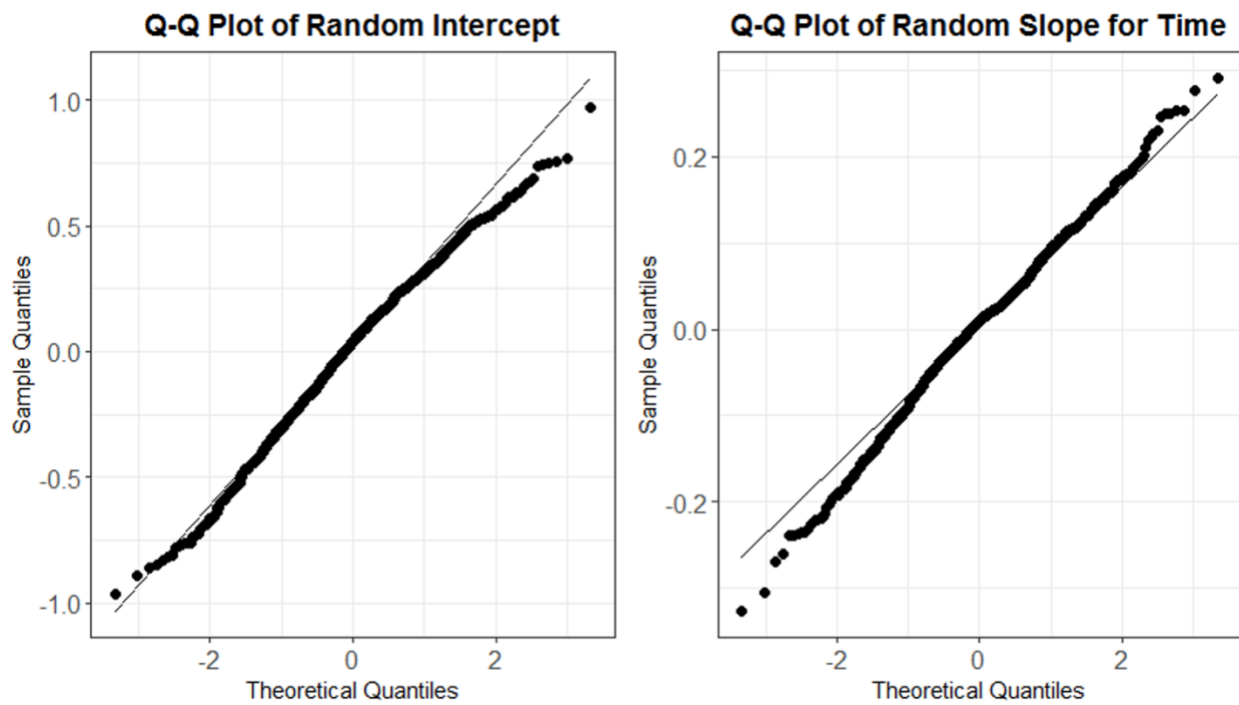 Q-Q Plot of Random Intercept
Sample Quantiles
1.0
0.5
0.0
-0.5
-1.0
-2 0 2
Theoretical Quantiles
Q-Q Plot of Random Slope for Time
Sample Quantiles
0.2
0.0
-0.2
-2 0 2
Theoretical Quantiles